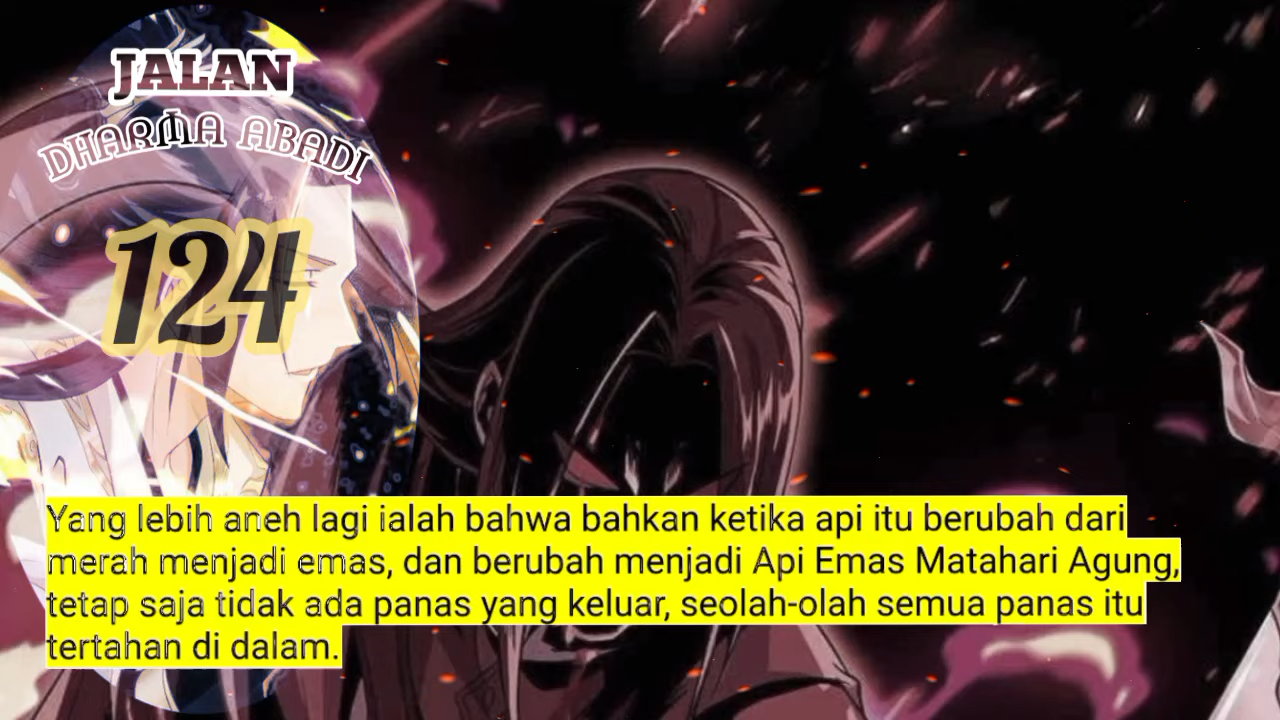 JALAN
DHARMA ABADI
124
Yang lebih aneh lagi ialah bahwa bahkan ketika api itu berubah dari
merah menjadi emas, dan berubah menjadi Api Emas Matahari Agung,
tetap saja tidak ada panas yang keluar, seolah-olah semua panas itu
tertahan di dalam.